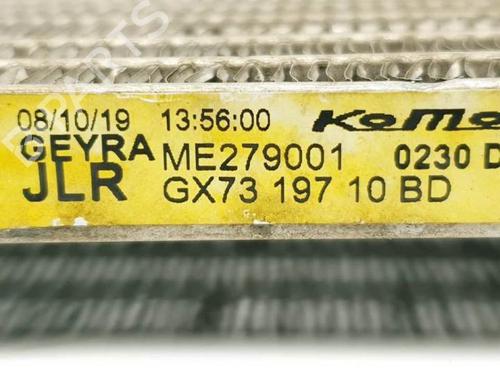 08/10/19 13:56:00
GEYRA ME279001 0230 D
JLR GX73 197 10 BD